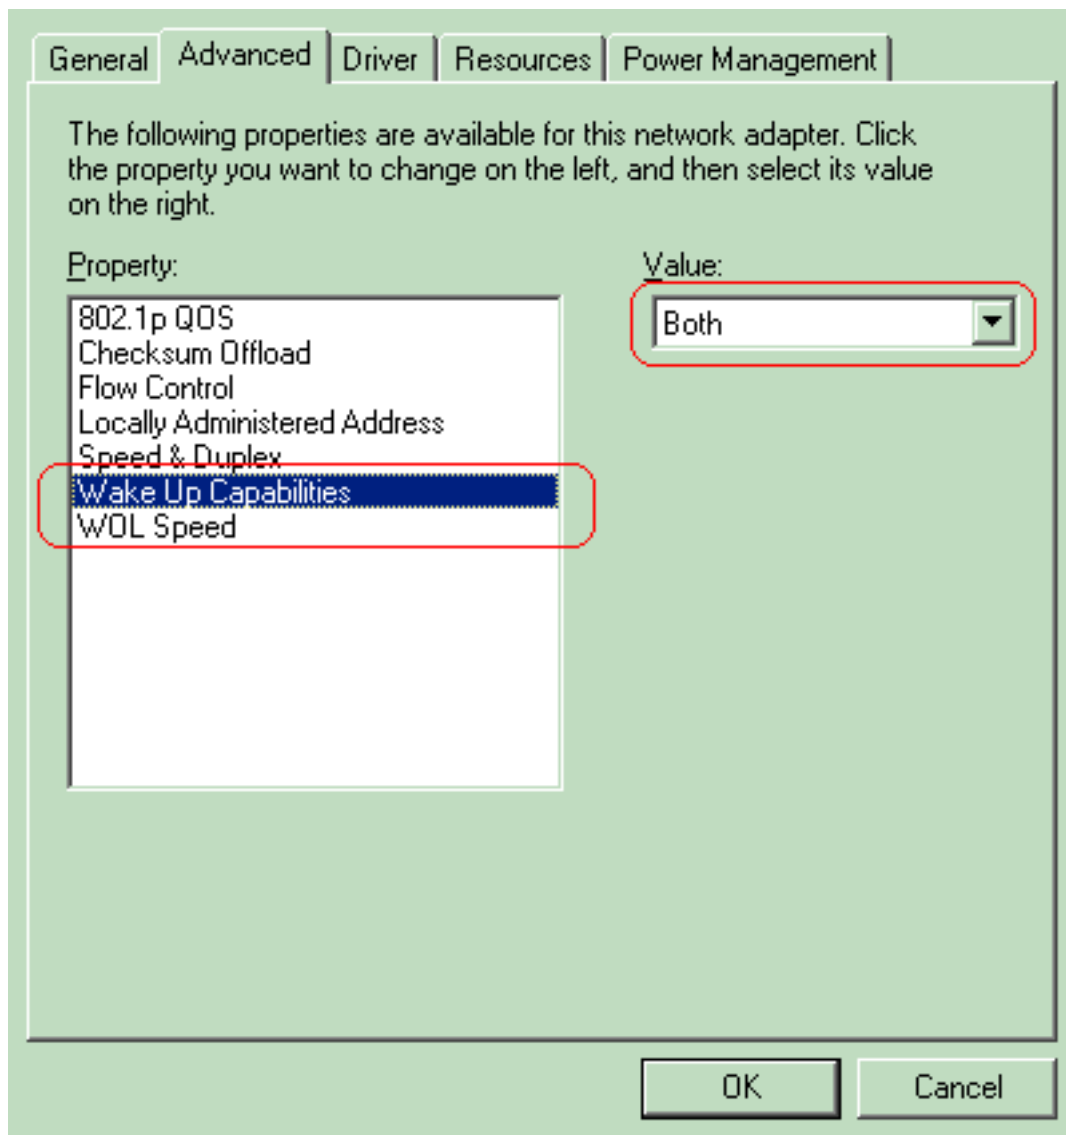 General Advanced Driver Resources Power Management
The following properties are available for this network adapter. Click
the property you want to change on the left, and then select its value
on the right.
Property:
Value:
802.1p QOS
Checksum Offload
Flow Control
Locally Administered Address
Speed & Duplex
Wake Up Capabilities
WOL Speed
Both
OK
Cancel